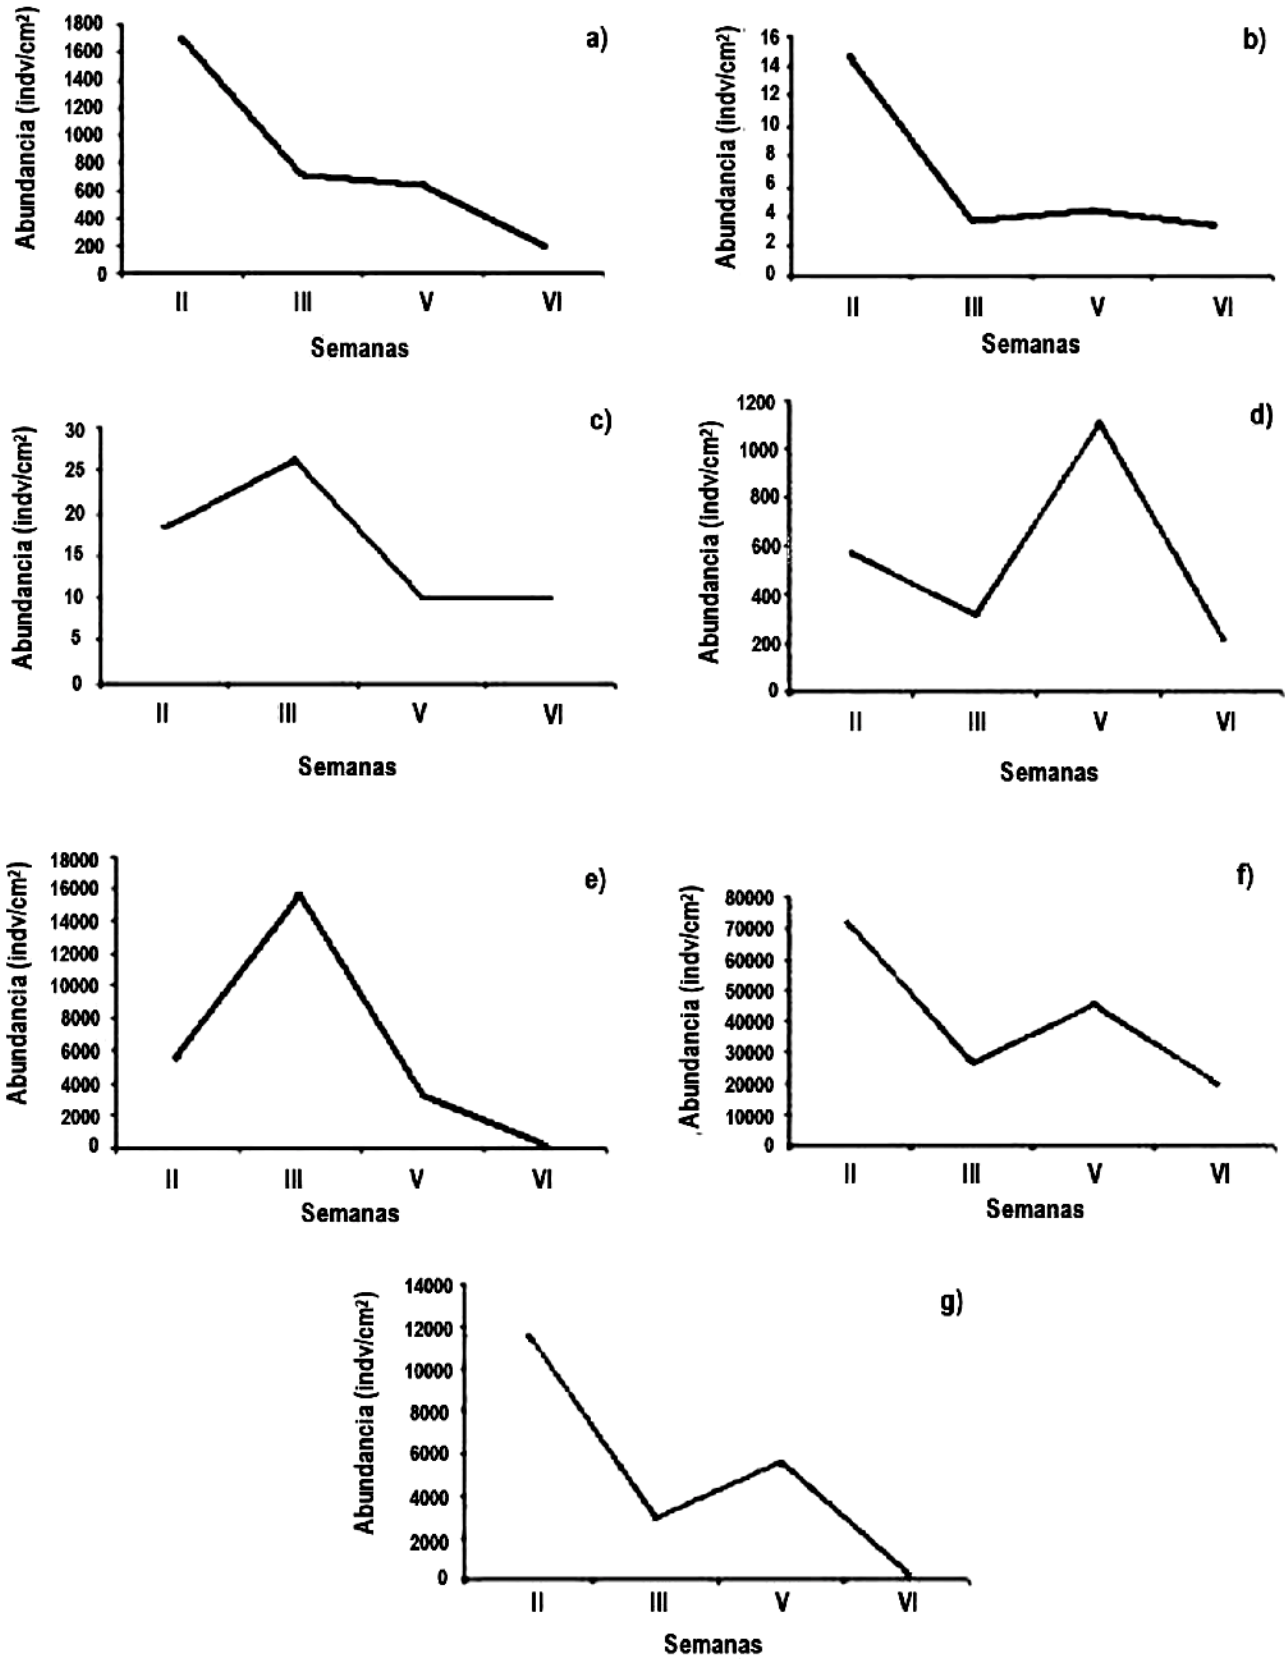 a)
Abundancia (indv/cm²)
1800
1600
1400
1200
1000
800
600
400
200
0
II III V VI
Semanas
b)
Abundancia (indv/cm²)
16
14
12
10
8
6
4
2
0
II III V VI
Semanas
c)
Abundancia (indv/cm²)
30
25
20
15
10
5
0
II III V VI
Semanas
d)
Abundancia (indv/cm²)
1200
1000
800
600
400
200
0
II III V VI
Semanas
e)
Abundancia (indv/cm²)
18000
16000
14000
12000
10000
8000
6000
4000
2000
0
II III V VI
Semanas
f)
Abundancia (indv/cm²)
80000
70000
60000
50000
40000
30000
20000
10000
0
II III V VI
Semanas
g)
Abundancia (indv/cm²)
14000
12000
10000
8000
6000
4000
2000
0
II III V VI
Semanas